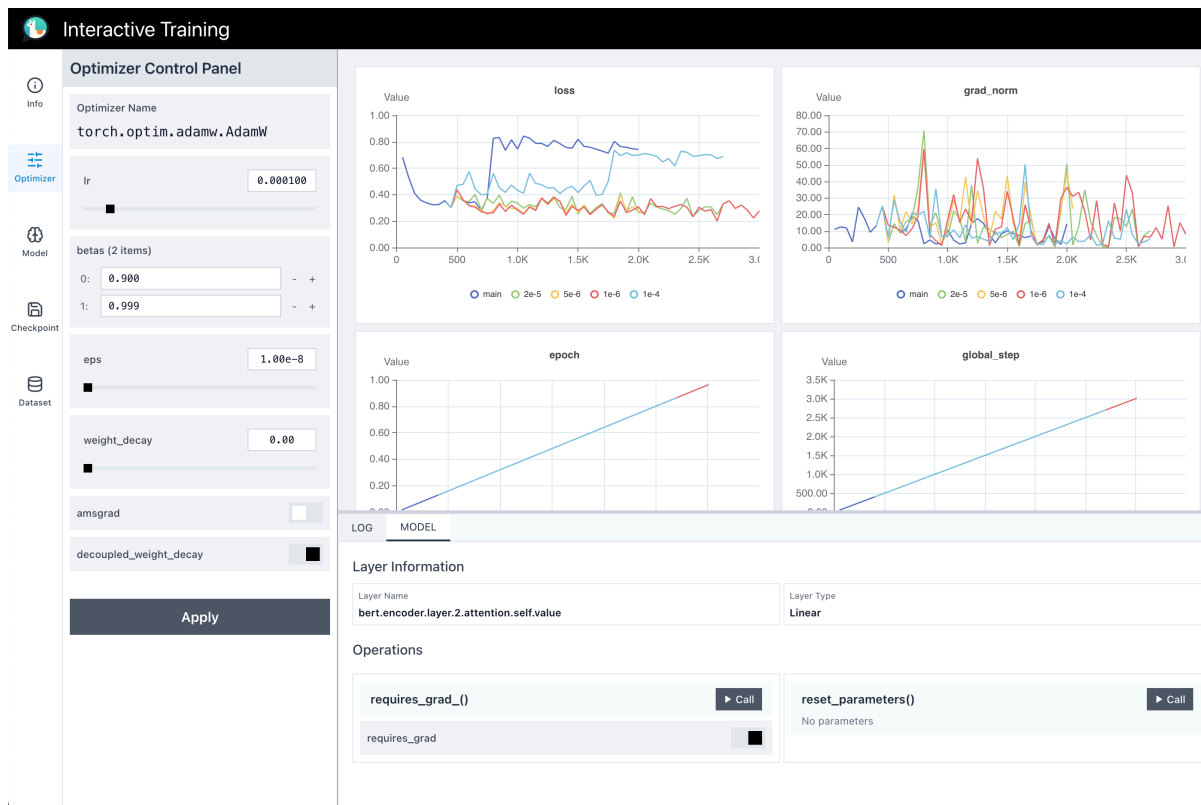 Interactive Training
Info
Optimizer
Model
Checkpoint
Dataset
Optimizer Control Panel
Optimizer Name
torch.optim.adamw.AdamW
lr
0.000100
betas (2 items)
0:
0.900
- +
1:
0.999
- +
eps
1.00e-8
weight_decay
0.00
amsgrad
decoupled_weight_decay
Apply
loss
Value
1.00
0.80
0.60
0.40
0.20
0.00
0 500 1.0K 1.5K 2.0K 2.5K 3.0
main 2e-5 5e-6 1e-6 1e-4
grad_norm
Value
80.00
70.00
60.00
50.00
40.00
30.00
20.00
10.00
0.00
0 500 1.0K 1.5K 2.0K 2.5K 3.0
main 2e-5 5e-6 1e-6 1e-4
epoch
Value
1.00
0.80
0.60
0.40
0.20
0.00
global_step
Value
3.5K
3.0K
2.5K
2.0K
1.5K
1.0K
500.00
0.00
LOG MODEL
Layer Information
Layer Name
bert.encoder.layer.2.attention.self.value
Layer Type
Linear
Operations
requires_grad_()
Call
requires_grad
reset_parameters()
Call
No parameters